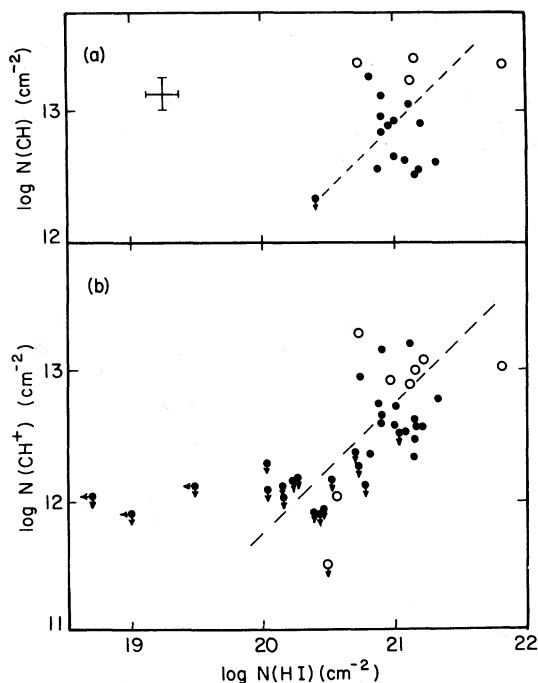 (a)
log N(CH) (cm⁻²)
13
12
(b)
log N(CH⁺) (cm⁻²)
13
12
11
19 20 21 22
log N(HI)(cm⁻²)